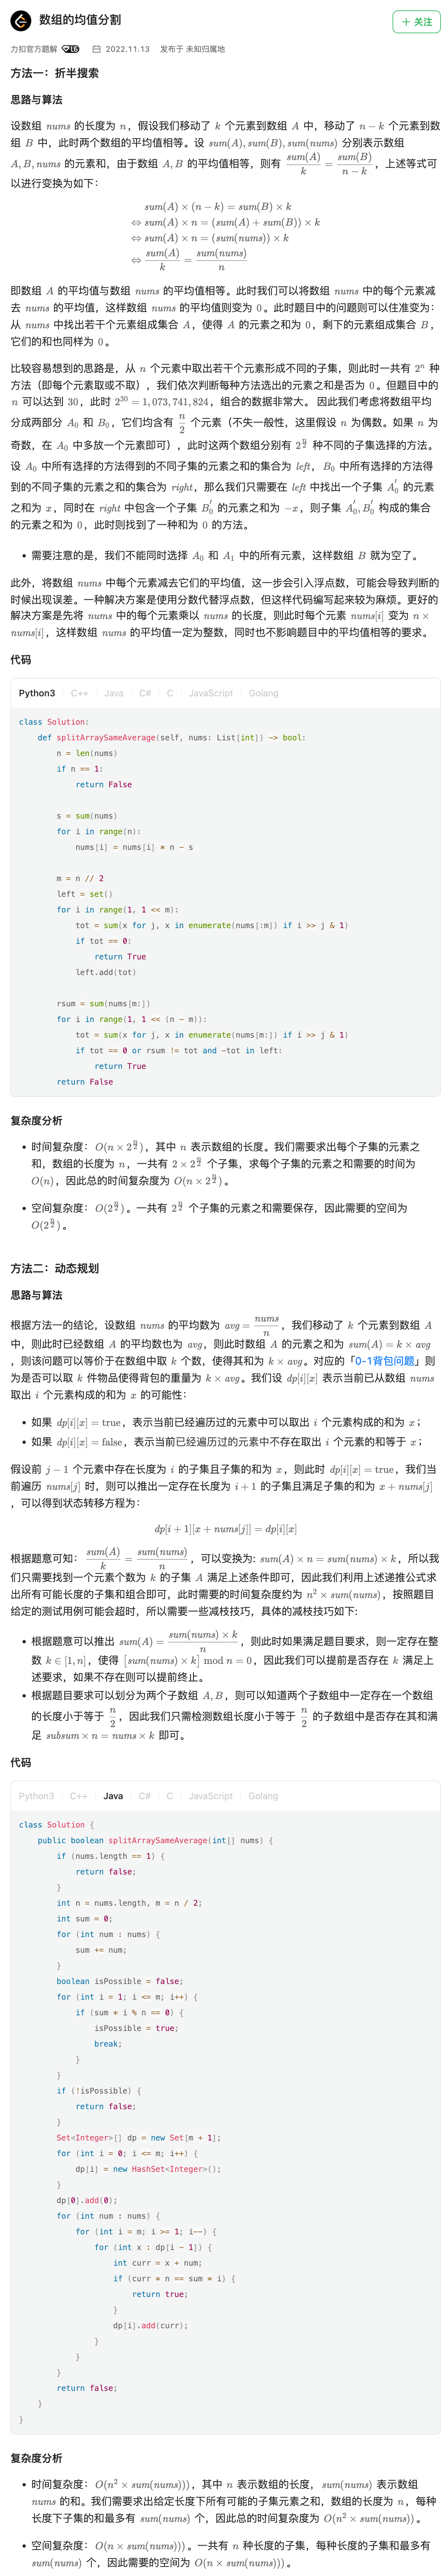 数组的均值分割
＋ 关注
力扣官方题解 L5 2022.11.13 发布于 未知归属地
方法一：折半搜索
思路与算法
设数组 nums 的长度为 n，假设我们移动了 k 个元素到数组 A 中，移动了 n − k 个元素到数
组 B 中，此时两个数组的平均值相等。设 sum(A), sum(B), sum(nums) 分别表示数组
A, B, nums 的元素和，由于数组 A, B 的平均值相等，则有 sum(A)/k = sum(B)/(n − k)，上述等式可
以进行变换为如下：
sum(A) × (n − k) = sum(B) × k
⇔ sum(A) × n = (sum(A) + sum(B)) × k
⇔ sum(A) × n = (sum(nums)) × k
⇔ sum(A)/k = sum(nums)/n
即数组 A 的平均值与数组 nums 的平均值相等。此时我们可以将数组 nums 中的每个元素减
去 nums 的平均值，这样数组 nums 的平均值则变为 0。此时题目中的问题则可以住准变为：
从 nums 中找出若干个元素组成集合 A，使得 A 的元素之和为 0，剩下的元素组成集合 B，
它们的和也同样为 0。
比较容易想到的思路是，从 n 个元素中取出若干个元素形成不同的子集，则此时一共有 2^n 种
方法（即每个元素取或不取），我们依次判断每种方法选出的元素之和是否为 0。但题目中的
n 可以达到 30，此时 2^30 = 1,073,741,824，组合的数据非常大。 因此我们考虑将数组平均
分成两部分 A₀ 和 B₀，它们均含有 n/2 个元素（不失一般性，这里假设 n 为偶数。如果 n 为
奇数，在 A₀ 中多放一个元素即可），此时这两个数组分别有 2^(n/2) 种不同的子集选择的方法。
设 A₀ 中所有选择的方法得到的不同子集的元素之和的集合为 left，B₀ 中所有选择的方法得
到的不同子集的元素之和的集合为 right，那么我们只需要在 left 中找出一个子集 A₀′ 的元素
之和为 x，同时在 right 中包含一个子集 B₀′ 的元素之和为 −x，则子集 A₀′, B₀′ 构成的集合
的元素之和为 0，此时则找到了一种和为 0 的方法。
• 需要注意的是，我们不能同时选择 A₀ 和 A₁ 中的所有元素，这样数组 B 就为空了。
此外，将数组 nums 中每个元素减去它们的平均值，这一步会引入浮点数，可能会导致判断的
时候出现误差。一种解决方案是使用分数代替浮点数，但这样代码编写起来较为麻烦。更好的
解决方案是先将 nums 中的每个元素乘以 nums 的长度，则此时每个元素 nums[i] 变为 n ×
nums[i]，这样数组 nums 的平均值一定为整数，同时也不影响题目中的平均值相等的要求。
代码
Python3 C++ Java C# C JavaScript Golang
class Solution:
    def splitArraySameAverage(self, nums: List[int]) -> bool:
        n = len(nums)
        if n == 1:
            return False

        s = sum(nums)
        for i in range(n):
            nums[i] = nums[i] * n - s

        m = n // 2
        left = set()
        for i in range(1, 1 << m):
            tot = sum(x for j, x in enumerate(nums[:m]) if i >> j & 1)
            if tot == 0:
                return True
            left.add(tot)

        rsum = sum(nums[m:])
        for i in range(1, 1 << (n - m)):
            tot = sum(x for j, x in enumerate(nums[m:]) if i >> j & 1)
            if tot == 0 or rsum != tot and -tot in left:
                return True
        return False
复杂度分析
• 时间复杂度：O(n × 2^(n/2))，其中 n 表示数组的长度。我们需要求出每个子集的元素之
和，数组的长度为 n，一共有 2 × 2^(n/2) 个子集，求每个子集的元素之和需要的时间为
O(n)，因此总的时间复杂度为 O(n × 2^(n/2))。
• 空间复杂度：O(2^(n/2))。一共有 2^(n/2) 个子集的元素之和需要保存，因此需要的空间为
O(2^(n/2))。
方法二：动态规划
思路与算法
根据方法一的结论，设数组 nums 的平均数为 avg = nums/n，我们移动了 k 个元素到数组 A
中，则此时已经数组 A 的平均数也为 avg，则此时数组 A 的元素之和为 sum(A) = k × avg
，则该问题可以等价于在数组中取 k 个数，使得其和为 k × avg。对应的「0-1背包问题」则
为是否可以取 k 件物品使得背包的重量为 k × avg。我们设 dp[i][x] 表示当前已从数组 nums
取出 i 个元素构成的和为 x 的可能性：
• 如果 dp[i][x] = true，表示当前已经遍历过的元素中可以取出 i 个元素构成的和为 x；
• 如果 dp[i][x] = false，表示当前已经遍历过的元素中不存在取出 i 个元素的和等于 x；
假设前 j − 1 个元素中存在长度为 i 的子集且子集的和为 x，则此时 dp[i][x] = true，我们当
前遍历 nums[j] 时，则可以推出一定存在长度为 i + 1 的子集且满足子集的和为 x + nums[j]
，可以得到状态转移方程为：
dp[i + 1][x + nums[j]] = dp[i][x]
根据题意可知：sum(A)/k = sum(nums)/n，可以变换为: sum(A) × n = sum(nums) × k，所以我
们只需要找到一个元素个数为 k 的子集 A 满足上述条件即可，因此我们利用上述递推公式求
出所有可能长度的子集和组合即可，此时需要的时间复杂度约为 n² × sum(nums)，按照题目
给定的测试用例可能会超时，所以需要一些减枝技巧，具体的减枝技巧如下:
• 根据题意可以推出 sum(A) = (sum(nums) × k)/n，则此时如果满足题目要求，则一定存在整
数 k ∈ [1, n]，使得 [sum(nums) × k] mod n = 0，因此我们可以提前是否存在 k 满足上
述要求，如果不存在则可以提前终止。
• 根据题目要求可以划分为两个子数组 A, B，则可以知道两个子数组中一定存在一个数组
的长度小于等于 n/2，因此我们只需检测数组长度小于等于 n/2 的子数组中是否存在其和满
足 subsum × n = nums × k 即可。
代码
Python3 C++ Java C# C JavaScript Golang
class Solution {
    public boolean splitArraySameAverage(int[] nums) {
        if (nums.length == 1) {
            return false;
        }
        int n = nums.length, m = n / 2;
        int sum = 0;
        for (int num : nums) {
            sum += num;
        }
        boolean isPossible = false;
        for (int i = 1; i <= m; i++) {
            if (sum * i % n == 0) {
                isPossible = true;
                break;
            }
        }
        if (!isPossible) {
            return false;
        }
        Set<Integer>[] dp = new Set[m + 1];
        for (int i = 0; i <= m; i++) {
            dp[i] = new HashSet<Integer>();
        }
        dp[0].add(0);
        for (int num : nums) {
            for (int i = m; i >= 1; i--) {
                for (int x : dp[i - 1]) {
                    int curr = x + num;
                    if (curr * n == sum * i) {
                        return true;
                    }
                    dp[i].add(curr);
                }
            }
        }
        return false;
    }
}
复杂度分析
• 时间复杂度：O(n² × sum(nums)))，其中 n 表示数组的长度，sum(nums) 表示数组
nums 的和。我们需要求出给定长度下所有可能的子集元素之和，数组的长度为 n，每种
长度下子集的和最多有 sum(nums) 个，因此总的时间复杂度为 O(n² × sum(nums))。
• 空间复杂度：O(n × sum(nums)))。一共有 n 种长度的子集，每种长度的子集和最多有
sum(nums) 个，因此需要的空间为 O(n × sum(nums)))。